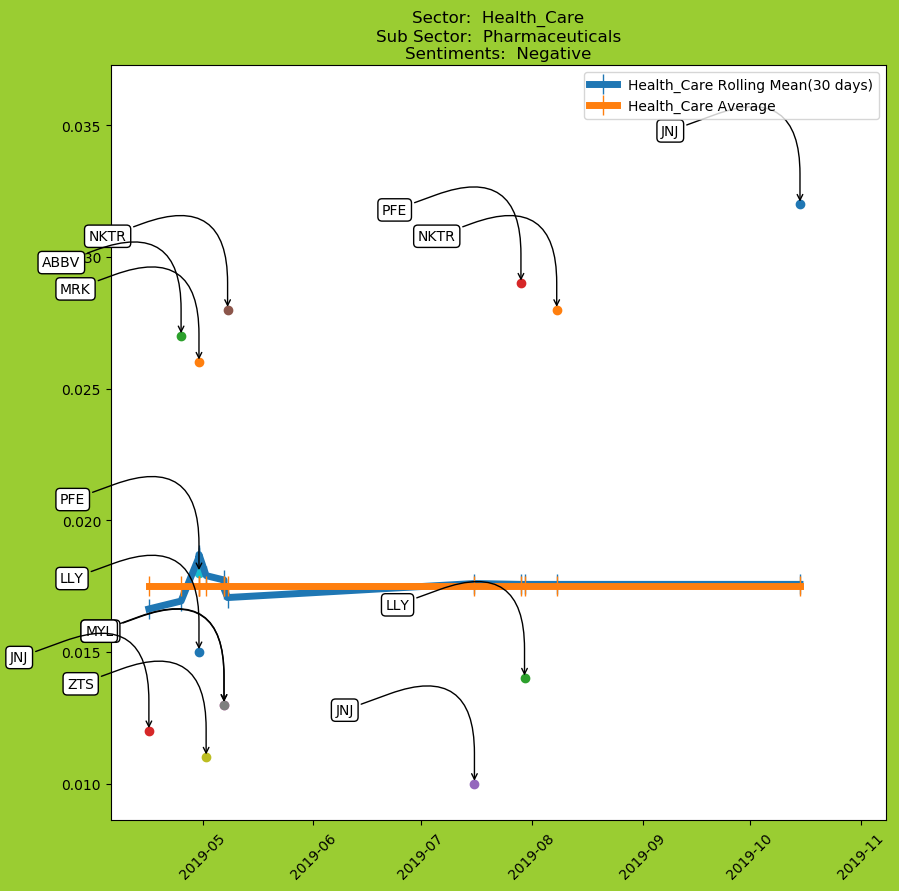 Sector:  Health_Care
Sub Sector:  Pharmaceuticals
Sentiments:  Negative
Health_Care Rolling Mean(30 days)
Health_Care Average
0.035
JNJ
PFE
NKTR
NKTR
30
ABBV
MRK
0.025
PFE
0.020
LLY
LLY
MYL
JNJ
0.015
ZTS
JNJ
0.010
2019-05
2019-06
2019-07
2019-08
2019-09
2019-10
2019-11